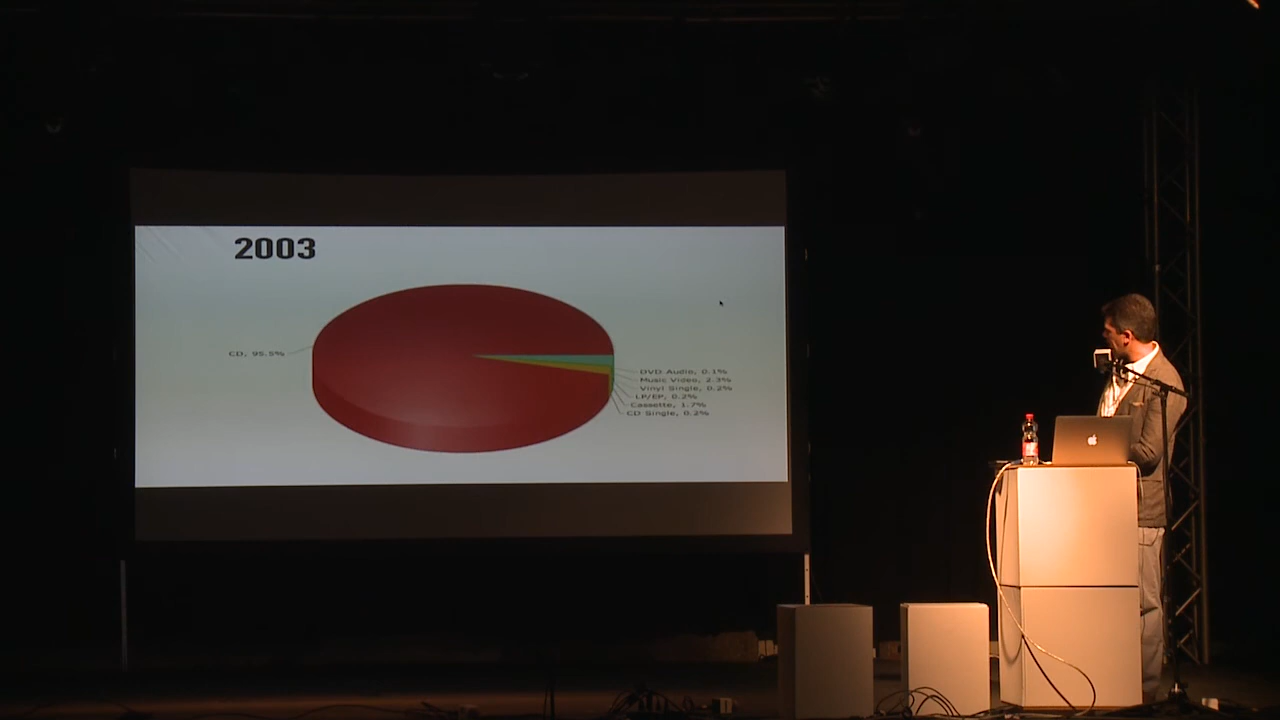 2003
CD, 95.5%
DVD Audio, 0.1%
Music Video, 2.3%
Vinyl Single, 0.2%
LP/EP, 0.2%
Cassette, 1.7%
CD Single, 0.2%